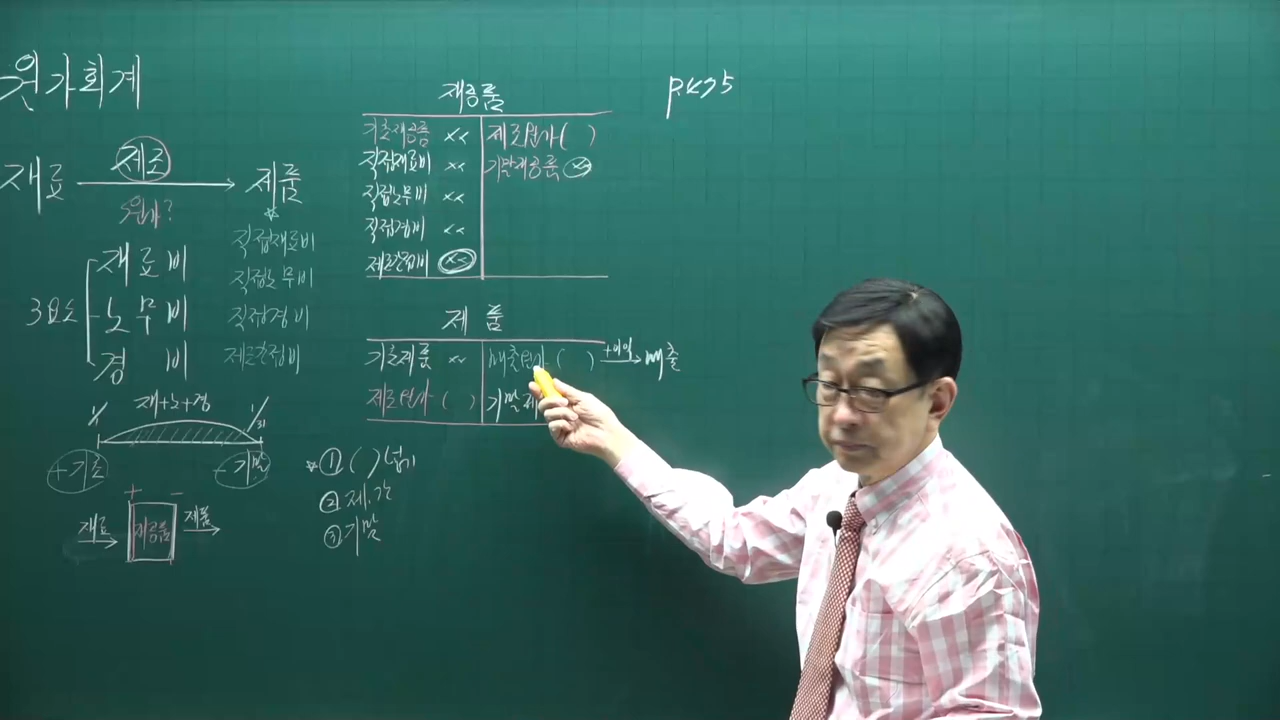 원가회계
재료 제조 제품
원가?
3요소
재료비
노무비
경비
직접재료비
직접노무비
직접경비
제조간접비
재+노+경
1/1
1/31
+기초
-기말
+ -
재료 재공품 제품
재공품
기초재공품 ×× 제조원가 ( )
직접재료비 ×× 기말재공품 ××
직접노무비 ××
직접경비 ××
제조간접비 ××
제품
기초제품 ×× 매출원가 ( ) +이익 매출
제조원가 ( ) 기말제
① ( ) 넣기
② 제.간
③ 기말